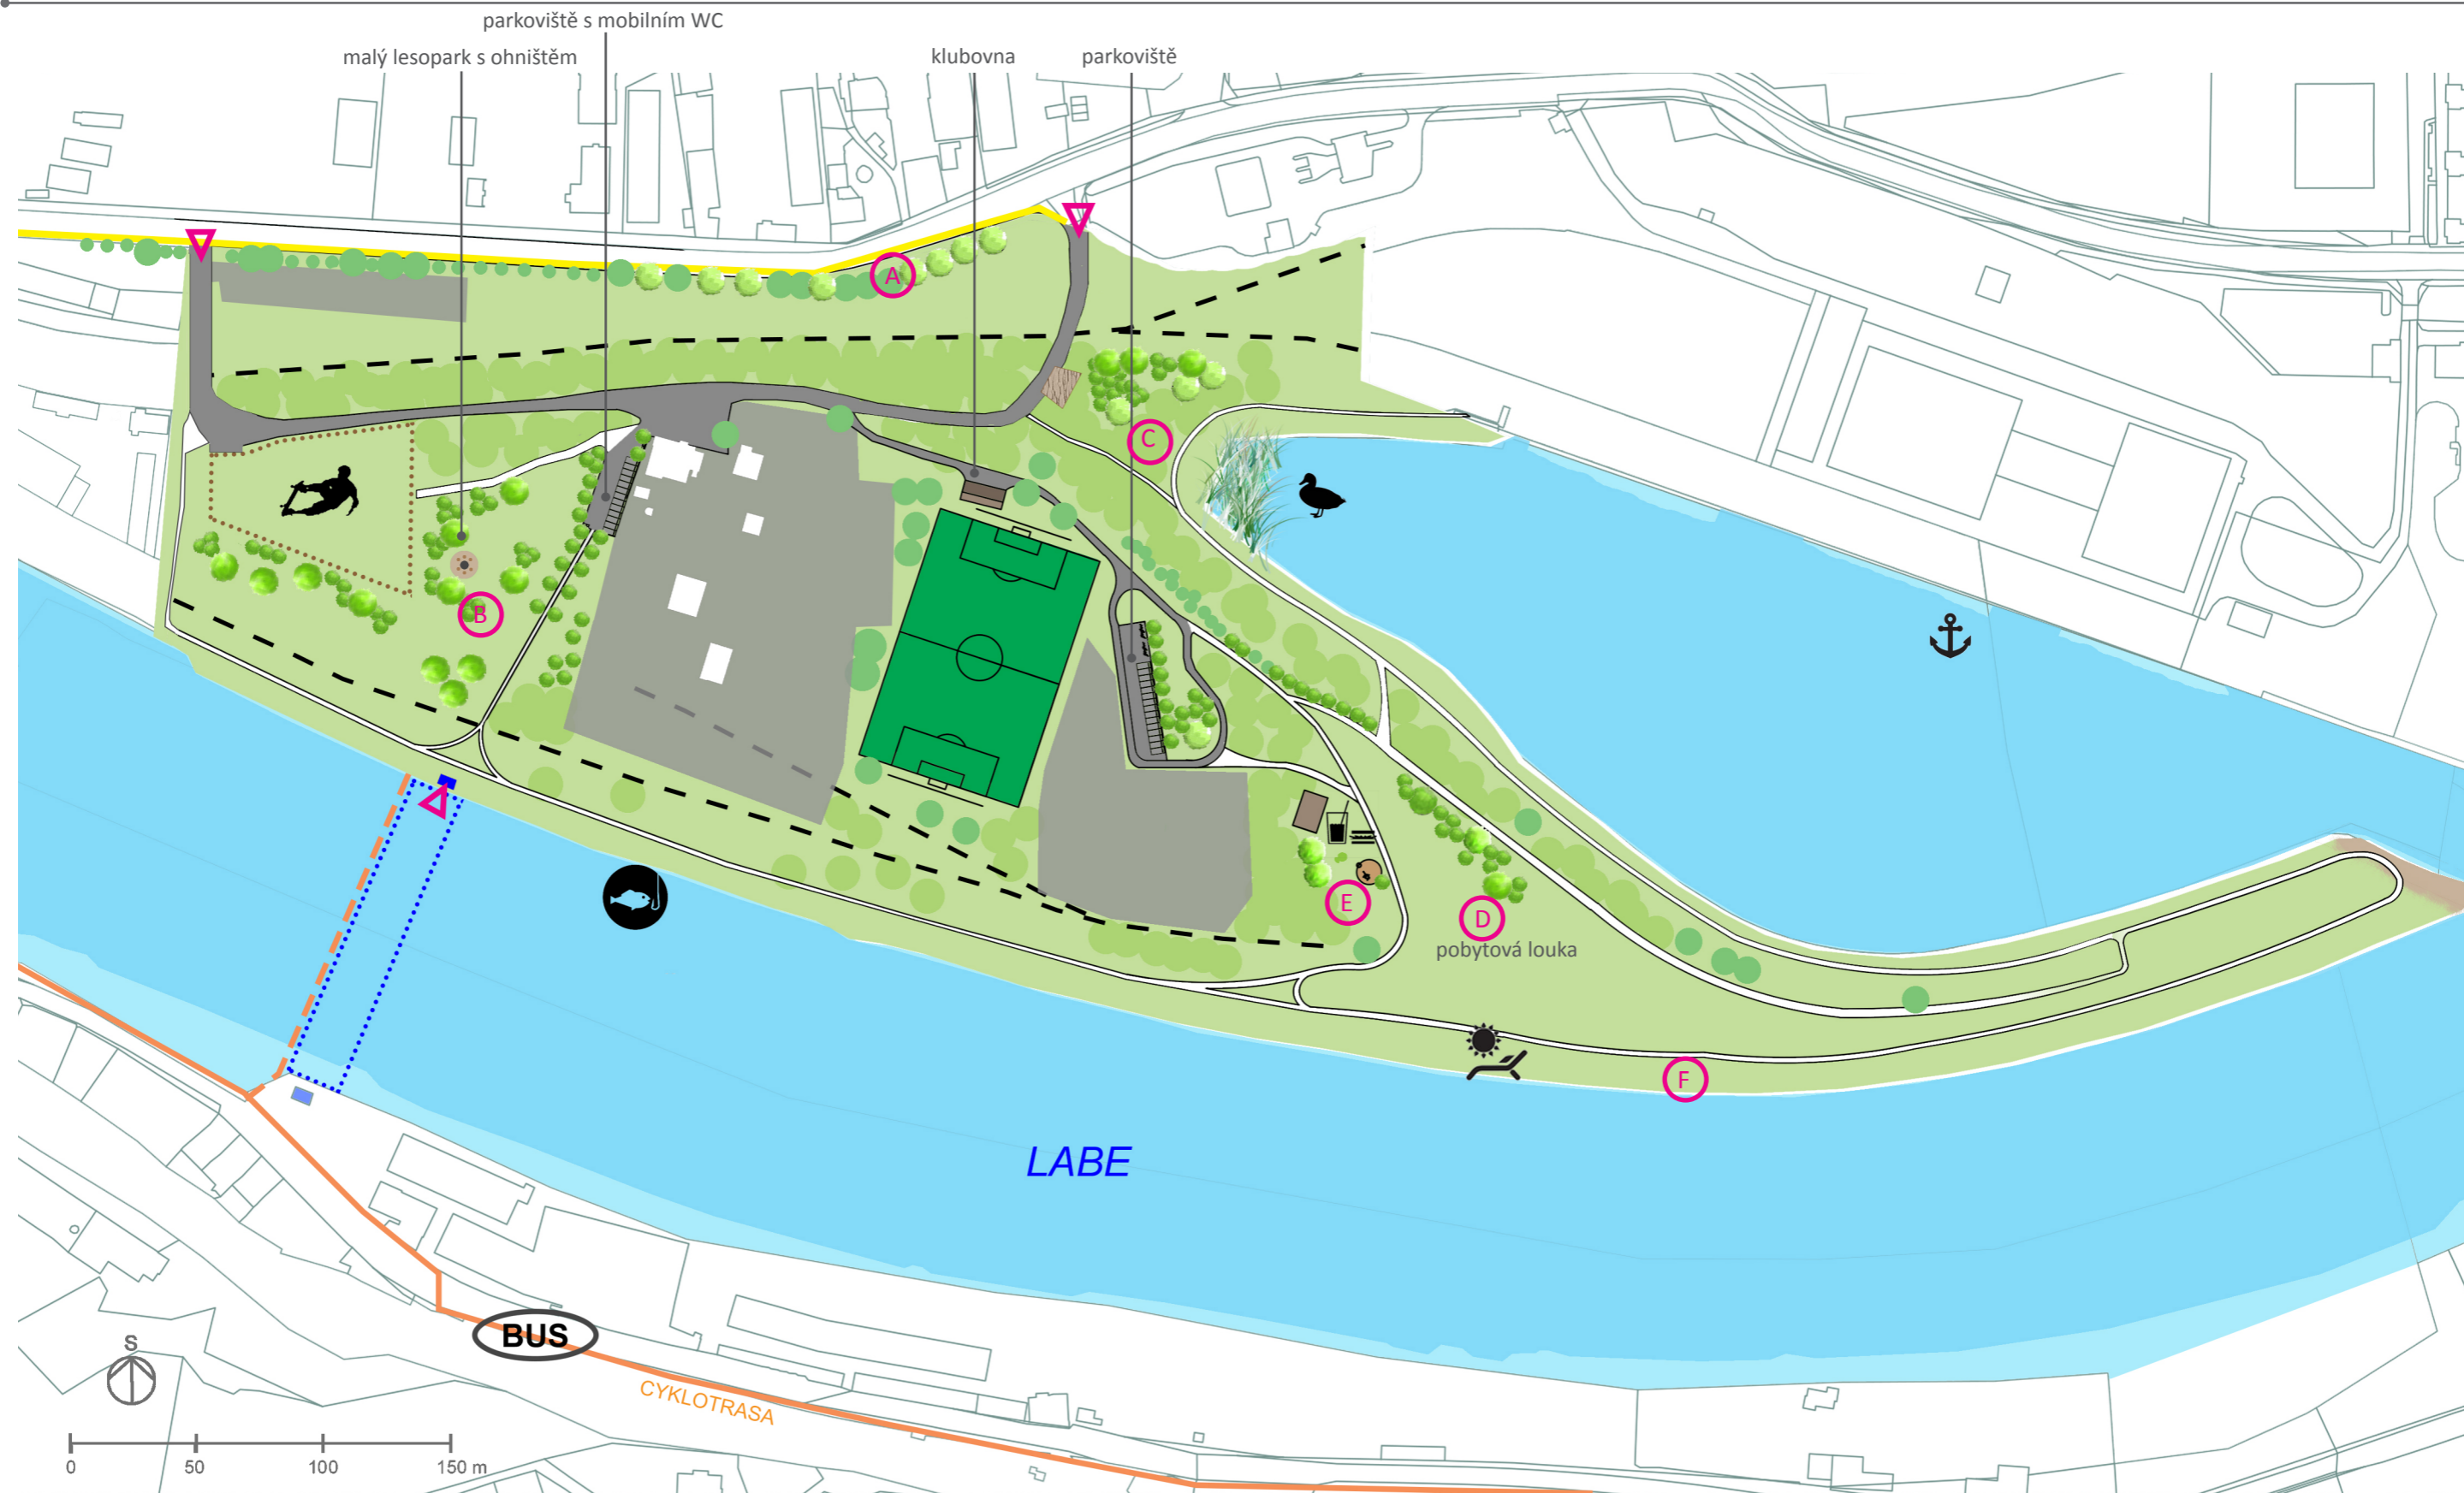 parkoviště s mobilním WC
malý lesopark s ohništěm
klubovna
parkoviště
A
C
B
E
D
pobytová louka
F
LABE
BUS
CYKLOTRASA
S
0 50 100 150 m